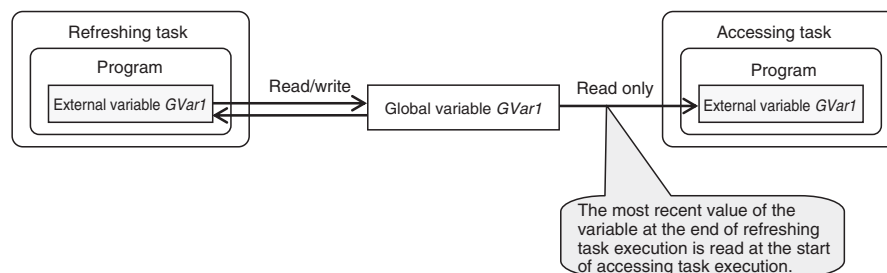 Refreshing task
Program
External variable GVar1
Read/write
Global variable GVar1
Read only
Accessing task
Program
External variable GVar1
The most recent value of the
variable at the end of refreshing
task execution is read at the start
of accessing task execution.